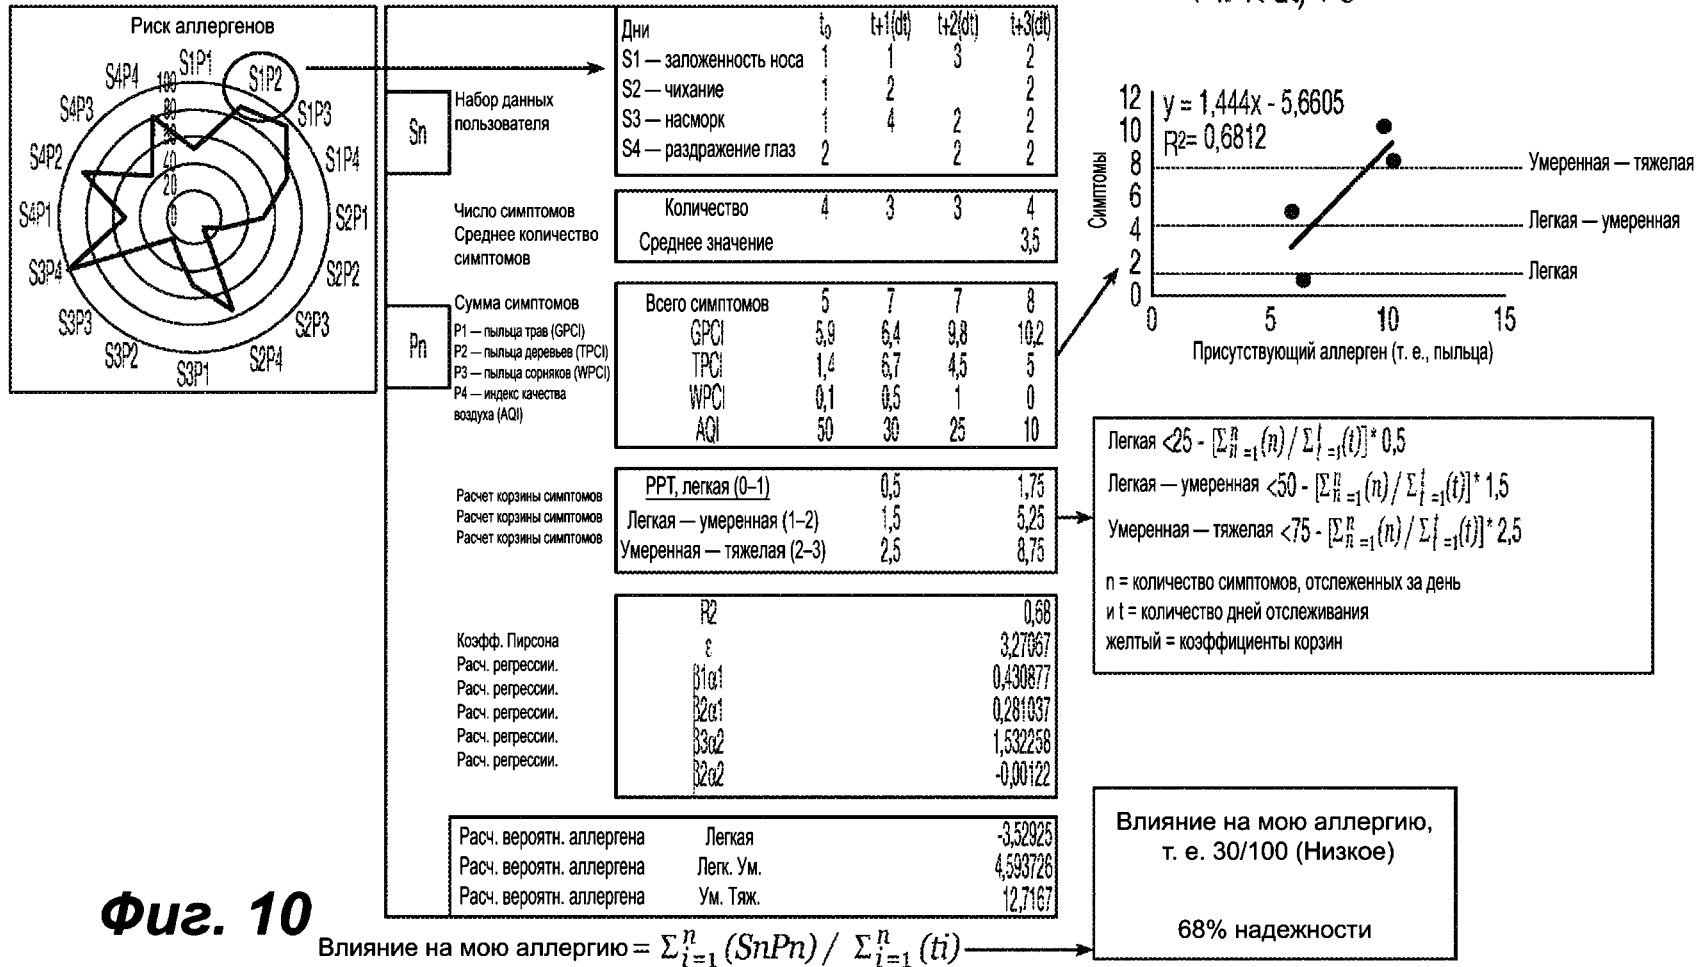 Риск аллергенов
S1P1
S1P2
S1P3
S1P4
S2P1
S2P2
S2P3
S2P4
S3P1
S3P2
S3P3
S3P4
S4P1
S4P2
S4P3
S4P4
100
80
60
40
20
0
Sn
Набор данных
пользователя
Дни t₀ t+1(dt) t+2(dt) t+3(dt)
S1 — заложенность носа 1 1 3 2
S2 — чихание 1 2 2
S3 — насморк 1 4 2 2
S4 — раздражение глаз 2 2 2
Число симптомов
Среднее количество
симптомов
Количество 4 3 3 4
Среднее значение 3,5
Pn
Сумма симптомов
P1 — пыльца трав (GPCI)
P2 — пыльца деревьев (TPCI)
P3 — пыльца сорняков (WPCI)
P4 — индекс качества
воздуха (AQI)
Всего симптомов 5 7 7 8
GPCI 5,9 6,4 9,8 10,2
TPCI 1,4 6,7 4,5 5
WPCI 0,1 0,5 1 0
AQI 50 30 25 10
Расчет корзины симптомов
Расчет корзины симптомов
Расчет корзины симптомов
PPT, легкая (0–1) 0,5 1,75
Легкая — умеренная (1–2) 1,5 5,25
Умеренная — тяжелая (2–3) 2,5 8,75
Коэфф. Пирсона
Расч. регрессии.
Расч. регрессии.
Расч. регрессии.
Расч. регрессии.
Расч. регрессии.
R2 0,68
ε 3,27067
β1α1 0,430877
β2α1 0,281037
β3α2 1,532258
β2α2 -0,00122
Расч. вероятн. аллергена Легкая -3,52925
Расч. вероятн. аллергена Легк. Ум. 4,593726
Расч. вероятн. аллергена Ум. Тяж. 12,7167
y = 1,444x - 5,6605
R²= 0,6812
Симптомы
12
10
8
6
4
2
0
0 5 10 15
Умеренная — тяжелая
Легкая — умеренная
Легкая
Присутствующий аллерген (т. е., пыльца)
Легкая <25 - [Σⁿₙ₌₁(n) / Σᵗₜ₌₁(t)]* 0,5
Легкая — умеренная <50 - [Σⁿₙ₌₁(n) / Σᵗₜ₌₁(t)]* 1,5
Умеренная — тяжелая <75 - [Σⁿₙ₌₁(n) / Σᵗₜ₌₁(t)]* 2,5
n = количество симптомов, отслеженных за день
и t = количество дней отслеживания
желтый = коэффициенты корзин
Влияние на мою аллергию,
т. е. 30/100 (Низкое)
68% надежности
Фиг. 10
Влияние на мою аллергию = Σⁿᵢ₌₁(SnPn) / Σⁿᵢ₌₁(ti)